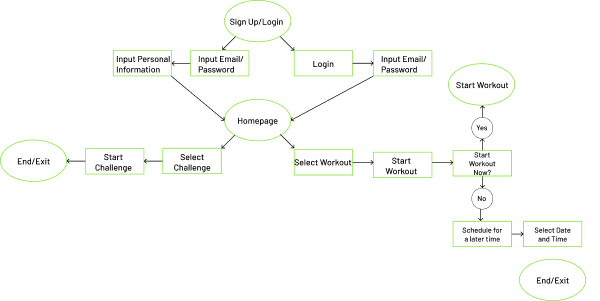 Sign Up/Login
Input Personal
Information
Input Email/
Password
Login
Input Email/
Password
Start Workout
Homepage
Yes
End/Exit
Start
Challenge
Select
Challenge
Select Workout
Start
Workout
Start
Workout
Now?
No
Schedule for
a later time
Select Date
and Time
End/Exit